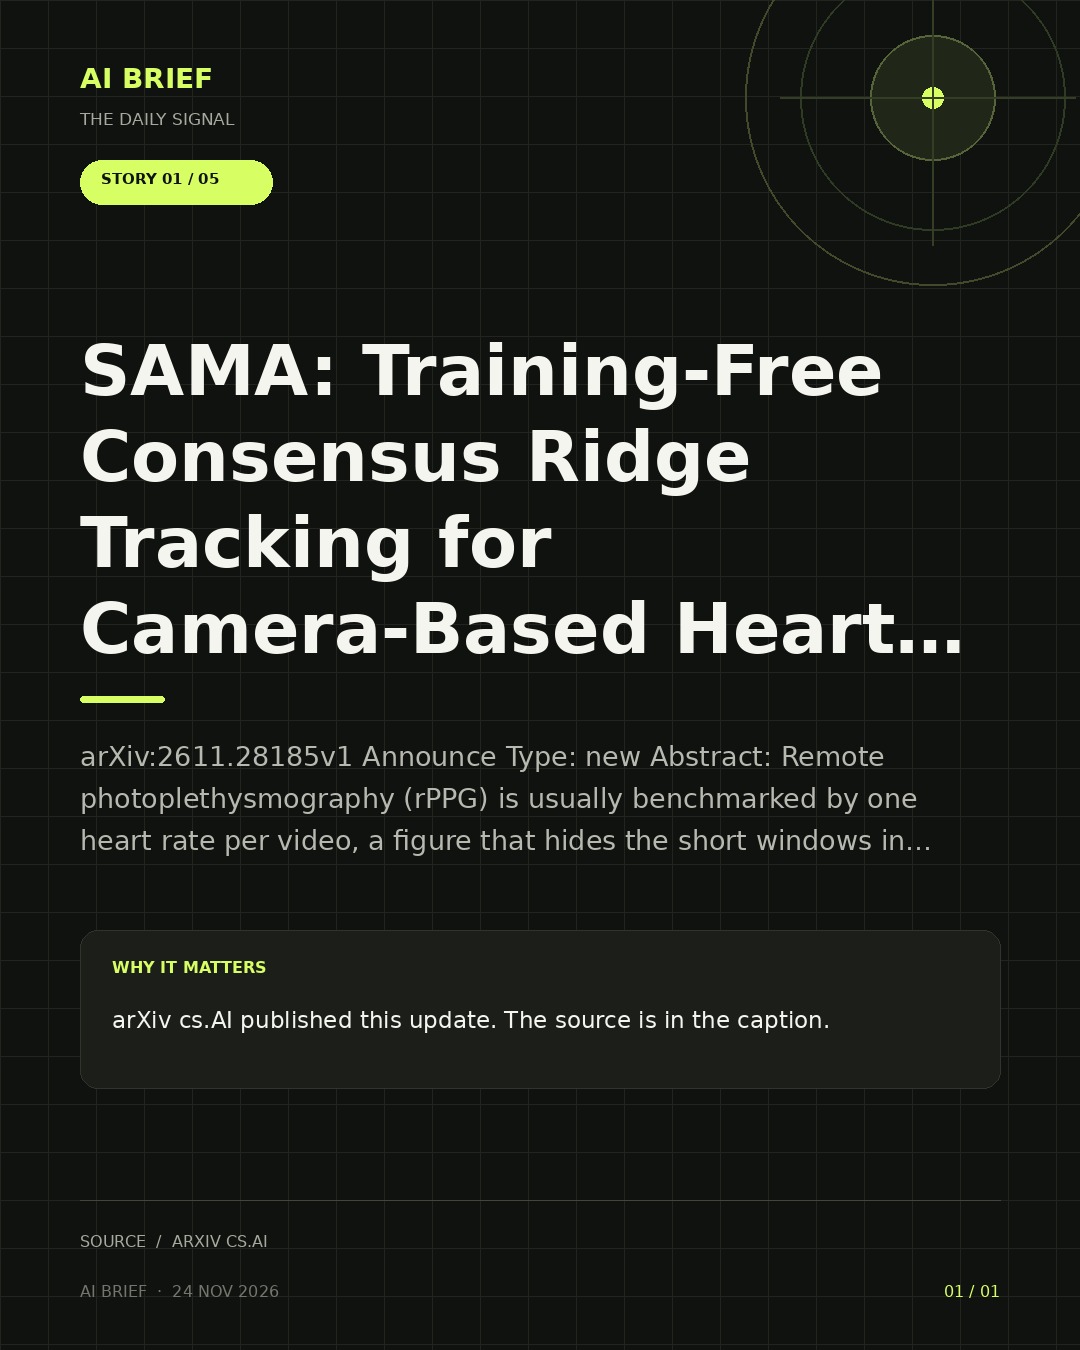 AI BRIEF
THE DAILY SIGNAL
STORY 01 / 05
SAMA: Training-Free
Consensus Ridge
Tracking for
Camera-Based Heart...
arXiv:2611.28185v1 Announce Type: new Abstract: Remote
photoplethysmography (rPPG) is usually benchmarked by one
heart rate per video, a figure that hides the short windows in...
WHY IT MATTERS
arXiv cs.AI published this update. The source is in the caption.
SOURCE / ARXIV CS.AI
AI BRIEF · 24 NOV 2026
01 / 01